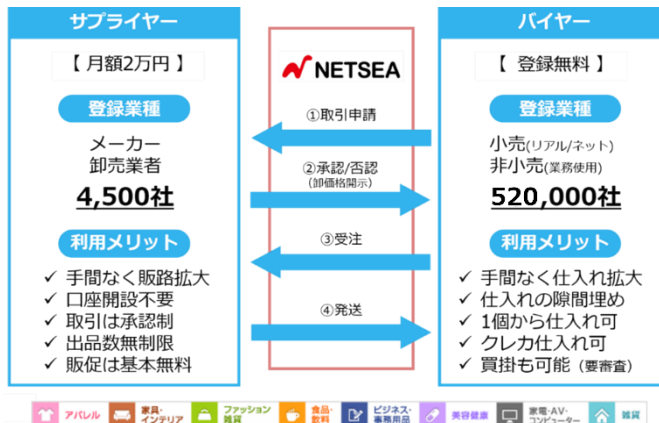 サプライヤー
【 月額2万円 】
登録業種
メーカー
卸売業者
4,500社
利用メリット
✓ 手間なく販路拡大
✓ 口座開設不要
✓ 取引は承認制
✓ 出品数無制限
✓ 販促は基本無料
NETSEA
①取引申請
②承認/否認
(卸価格開示)
③受注
④発送
バイヤー
【 登録無料 】
登録業種
小売(リアル/ネット)
非小売(業務使用)
520,000社
利用メリット
✓ 手間なく仕入れ拡大
✓ 仕入れの隙間埋め
✓ 1個から仕入れ可
✓ クレカ仕入れ可
✓ 買掛も可能（要審査）
アパレル
家具・
インテリア
ファッション
雑貨
食品・
飲料
ビジネス・
事務用品
美容健康
家電・AV・
コンピューター
雑貨